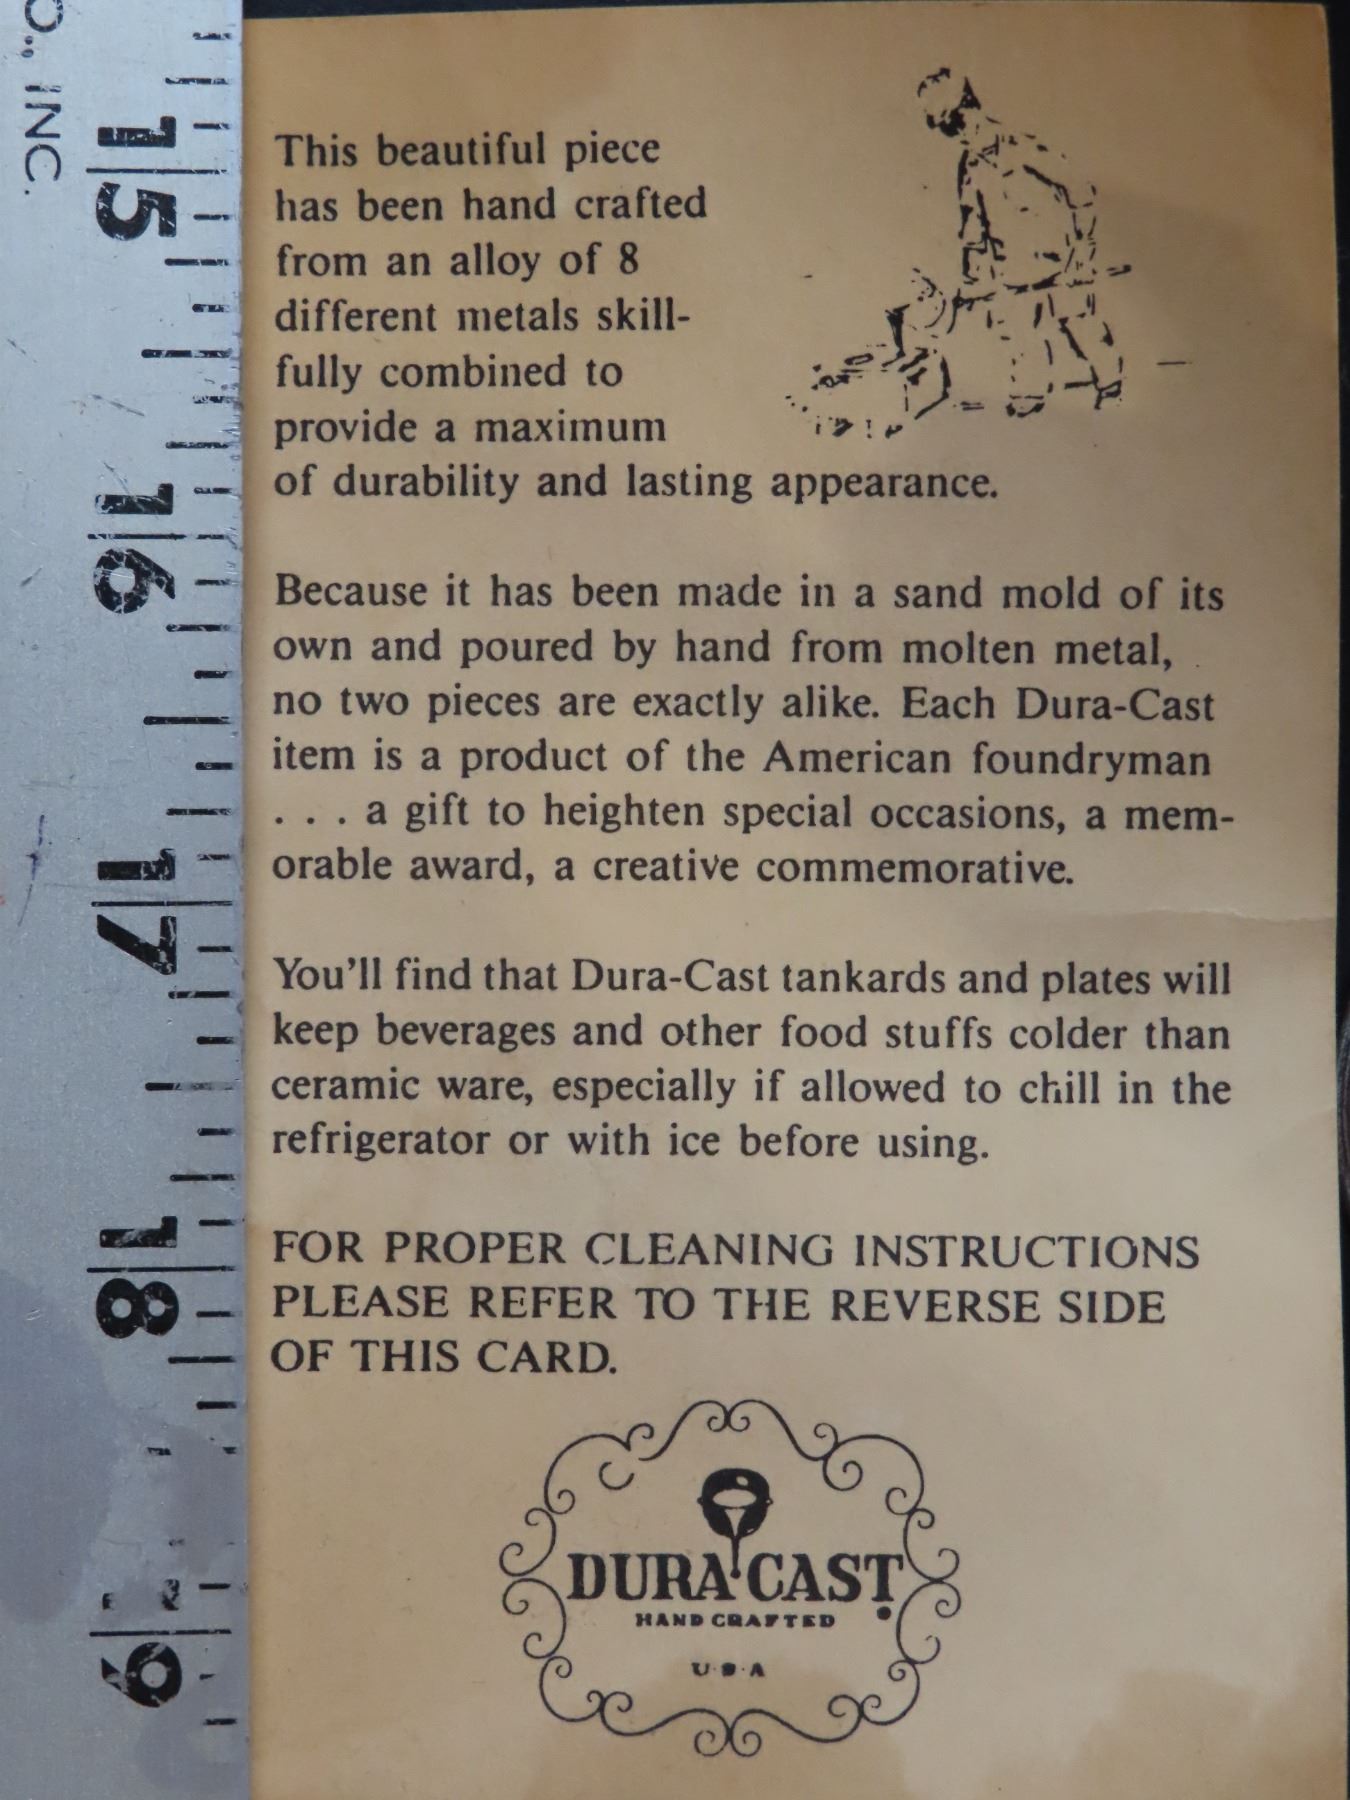 O., INC.
15
16
17
18
19
This beautiful piece
has been hand crafted
from an alloy of 8
different metals skill-
fully combined to
provide a maximum
of durability and lasting appearance.
Because it has been made in a sand mold of its
own and poured by hand from molten metal,
no two pieces are exactly alike. Each Dura-Cast
item is a product of the American foundryman
. . . a gift to heighten special occasions, a mem-
orable award, a creative commemorative.
You'll find that Dura-Cast tankards and plates will
keep beverages and other food stuffs colder than
ceramic ware, especially if allowed to chill in the
refrigerator or with ice before using.
FOR PROPER CLEANING INSTRUCTIONS
PLEASE REFER TO THE REVERSE SIDE
OF THIS CARD.
DURA CAST
HAND CRAFTED
U·S·A